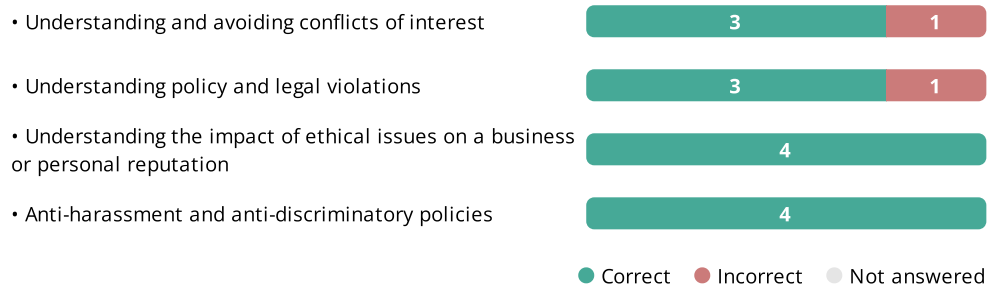 • Understanding and avoiding conflicts of interest
3 1
• Understanding policy and legal violations
3 1
• Understanding the impact of ethical issues on a business
or personal reputation
4
• Anti-harassment and anti-discriminatory policies
4
Correct Incorrect Not answered